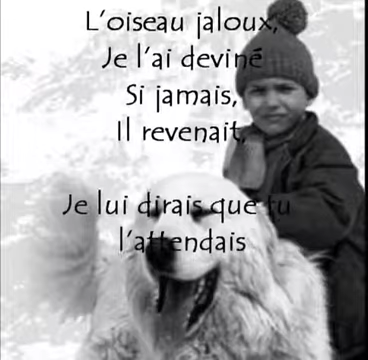 L'oiseau jaloux,
Je l'ai deviné
Si jamais,
Il revenait,
Je lui dirais que tu
l'attendais